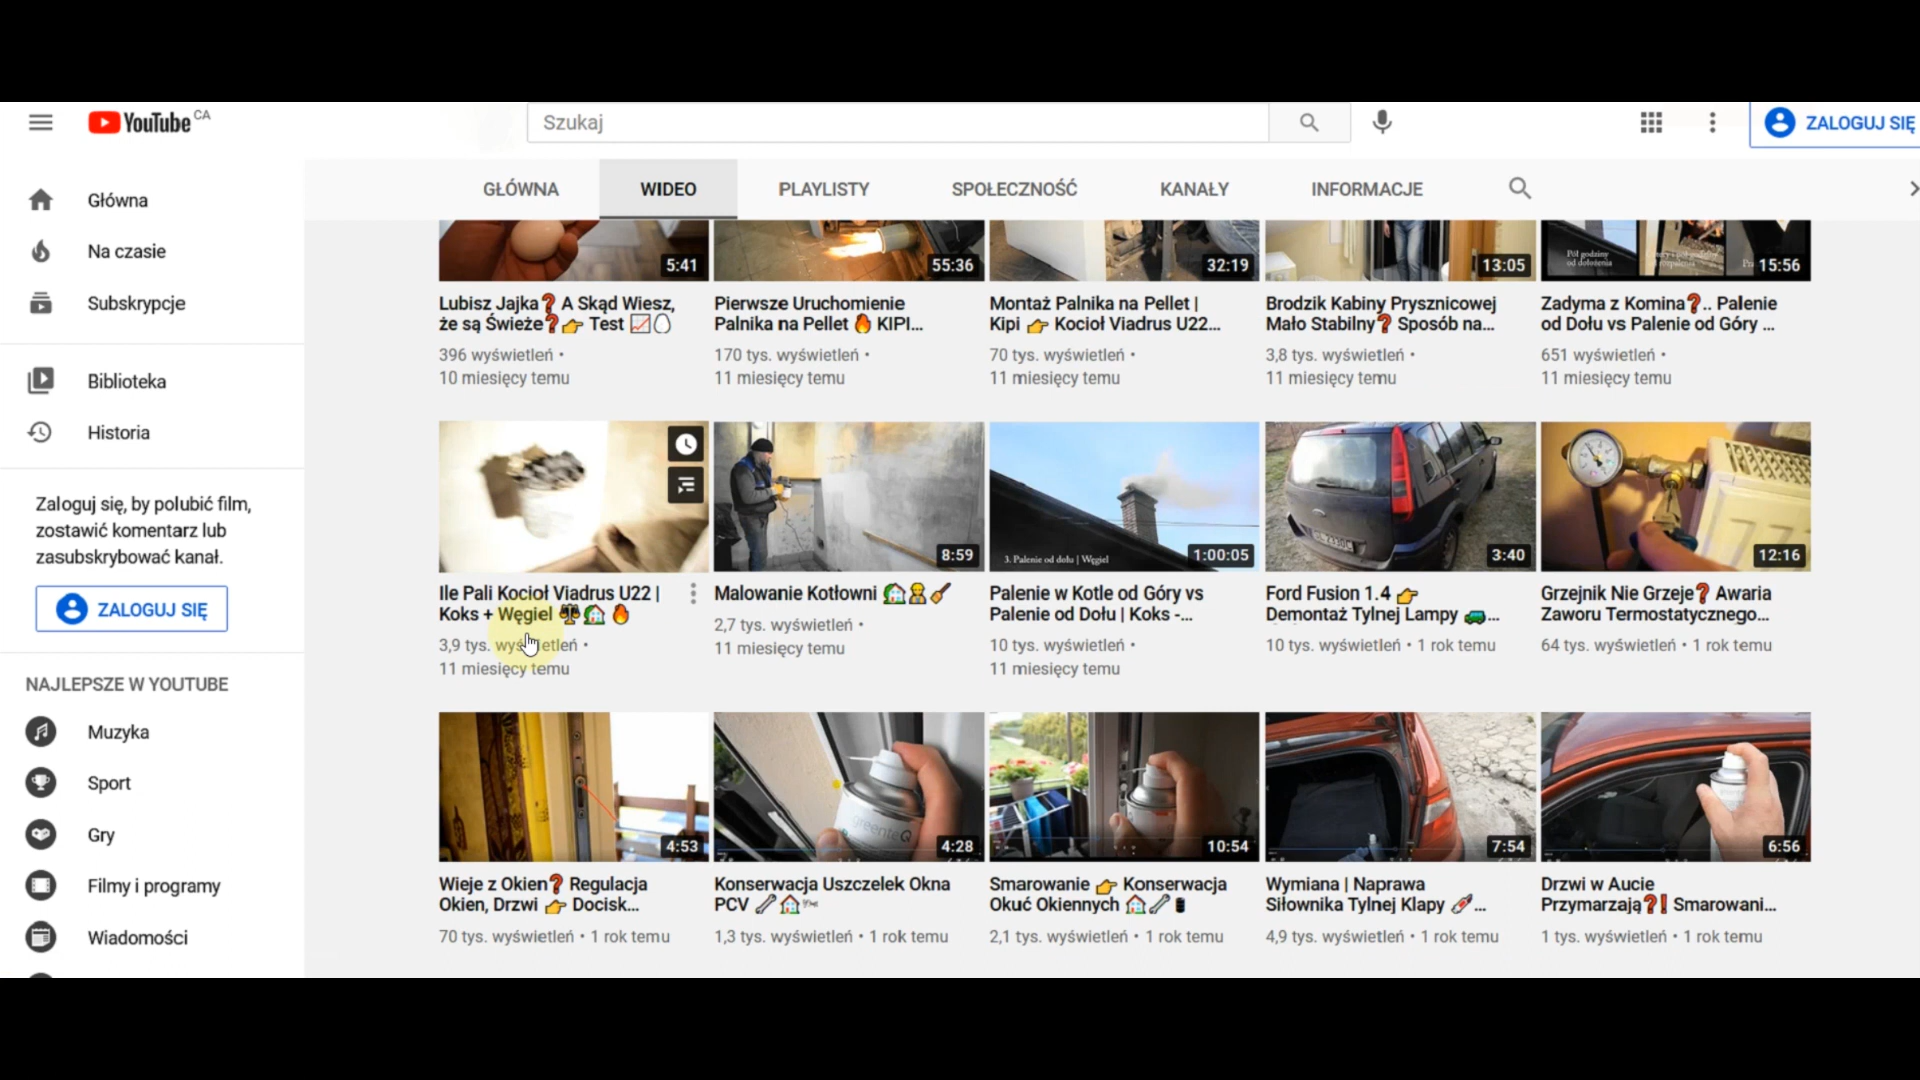 YouTube CA
Szukaj
ZALOGUJ SIĘ
GŁÓWNA
WIDEO
PLAYLISTY
SPOŁECZNOŚĆ
KANAŁY
INFORMACJE
Główna
Na czasie
Subskrypcje
Biblioteka
Historia
Zaloguj się, by polubić film,
zostawić komentarz lub
zasubskrybować kanał.
ZALOGUJ SIĘ
NAJLEPSZE W YOUTUBE
Muzyka
Sport
Gry
Filmy i programy
Wiadomości
5:41
Lubisz Jajka❓ A Skąd Wiesz,
że są Świeże❓👉 Test 📈🥚
396 wyświetleń •
10 miesięcy temu
55:36
Pierwsze Uruchomienie
Palnika na Pellet 🔥 KIPI...
170 tys. wyświetleń •
11 miesięcy temu
32:19
Montaż Palnika na Pellet |
Kipi 👉 Kocioł Viadrus U22...
70 tys. wyświetleń •
11 miesięcy temu
13:05
Brodzik Kabiny Prysznicowej
Mało Stabilny❓ Sposób na...
3,8 tys. wyświetleń •
11 miesięcy temu
Pół godziny
od dołożenia
15:56
Zadyma z Komina❓.. Palenie
od Dołu vs Palenie od Góry ...
651 wyświetleń •
11 miesięcy temu
Ile Pali Kocioł Viadrus U22 |
Koks + Węgiel ⚖️🏠🔥
3,9 tys. wyświetleń •
11 miesięcy temu
8:59
Malowanie Kotłowni 🏠👷🖌️
2,7 tys. wyświetleń •
11 miesięcy temu
3. Palenie od dołu | Węgiel
1:00:05
Palenie w Kotle od Góry vs
Palenie od Dołu | Koks -...
10 tys. wyświetleń •
11 miesięcy temu
3:40
Ford Fusion 1.4 👉
Demontaż Tylnej Lampy 🚙...
10 tys. wyświetleń • 1 rok temu
12:16
Grzejnik Nie Grzeje❓ Awaria
Zaworu Termostatycznego...
64 tys. wyświetleń • 1 rok temu
4:53
Wieje z Okien❓ Regulacja
Okien, Drzwi 👉 Docisk...
70 tys. wyświetleń • 1 rok temu
greenteQ
4:28
Konserwacja Uszczelek Okna
PCV 🔧🏠
1,3 tys. wyświetleń • 1 rok temu
10:54
Smarowanie 👉 Konserwacja
Okuć Okiennych 🏠🔧🛢️
2,1 tys. wyświetleń • 1 rok temu
7:54
Wymiana | Naprawa
Siłownika Tylnej Klapy 🚀...
4,9 tys. wyświetleń • 1 rok temu
6:56
Drzwi w Aucie
Przymarzają❓❗ Smarowani...
1 tys. wyświetleń • 1 rok temu